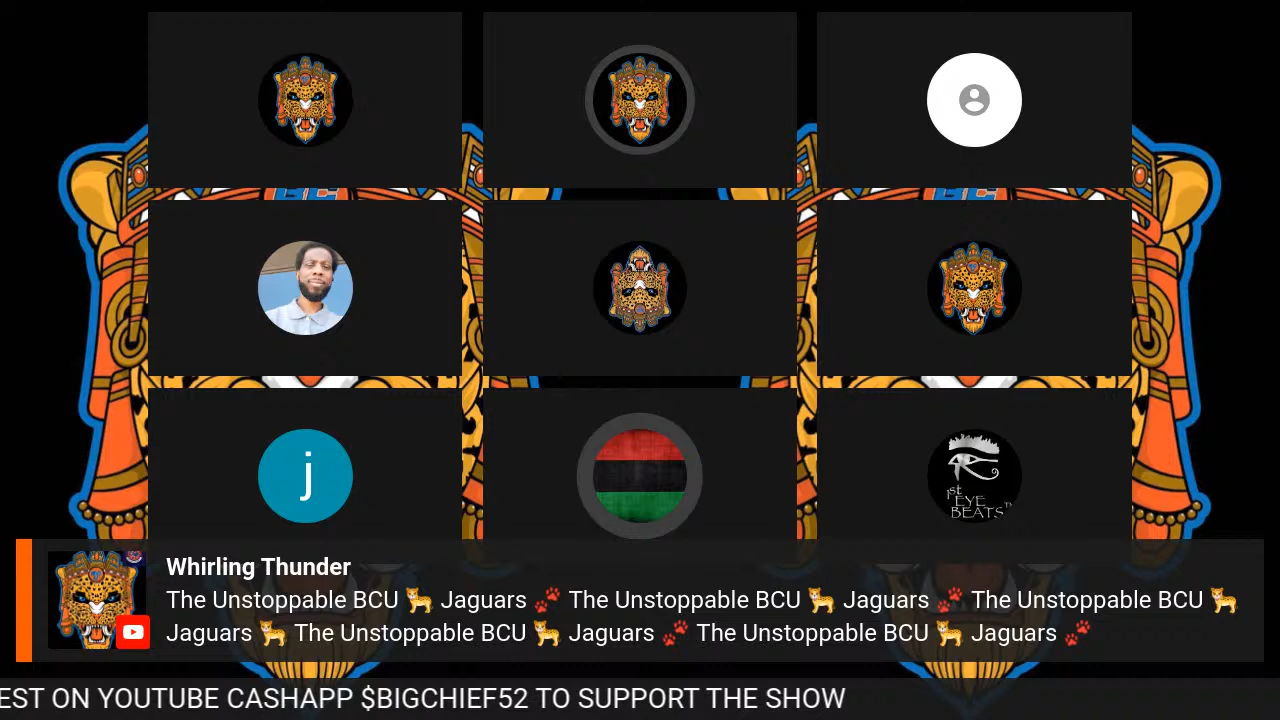 j
1st
EYE
BEATS™
Whirling Thunder
The Unstoppable BCU 🐆 Jaguars 🐾 The Unstoppable BCU 🐆 Jaguars 🐾 The Unstoppable BCU 🐆
Jaguars 🐆 The Unstoppable BCU 🐆 Jaguars 🐾 The Unstoppable BCU 🐆 Jaguars 🐾
EST ON YOUTUBE CASHAPP $BIGCHIEF52 TO SUPPORT THE SHOW